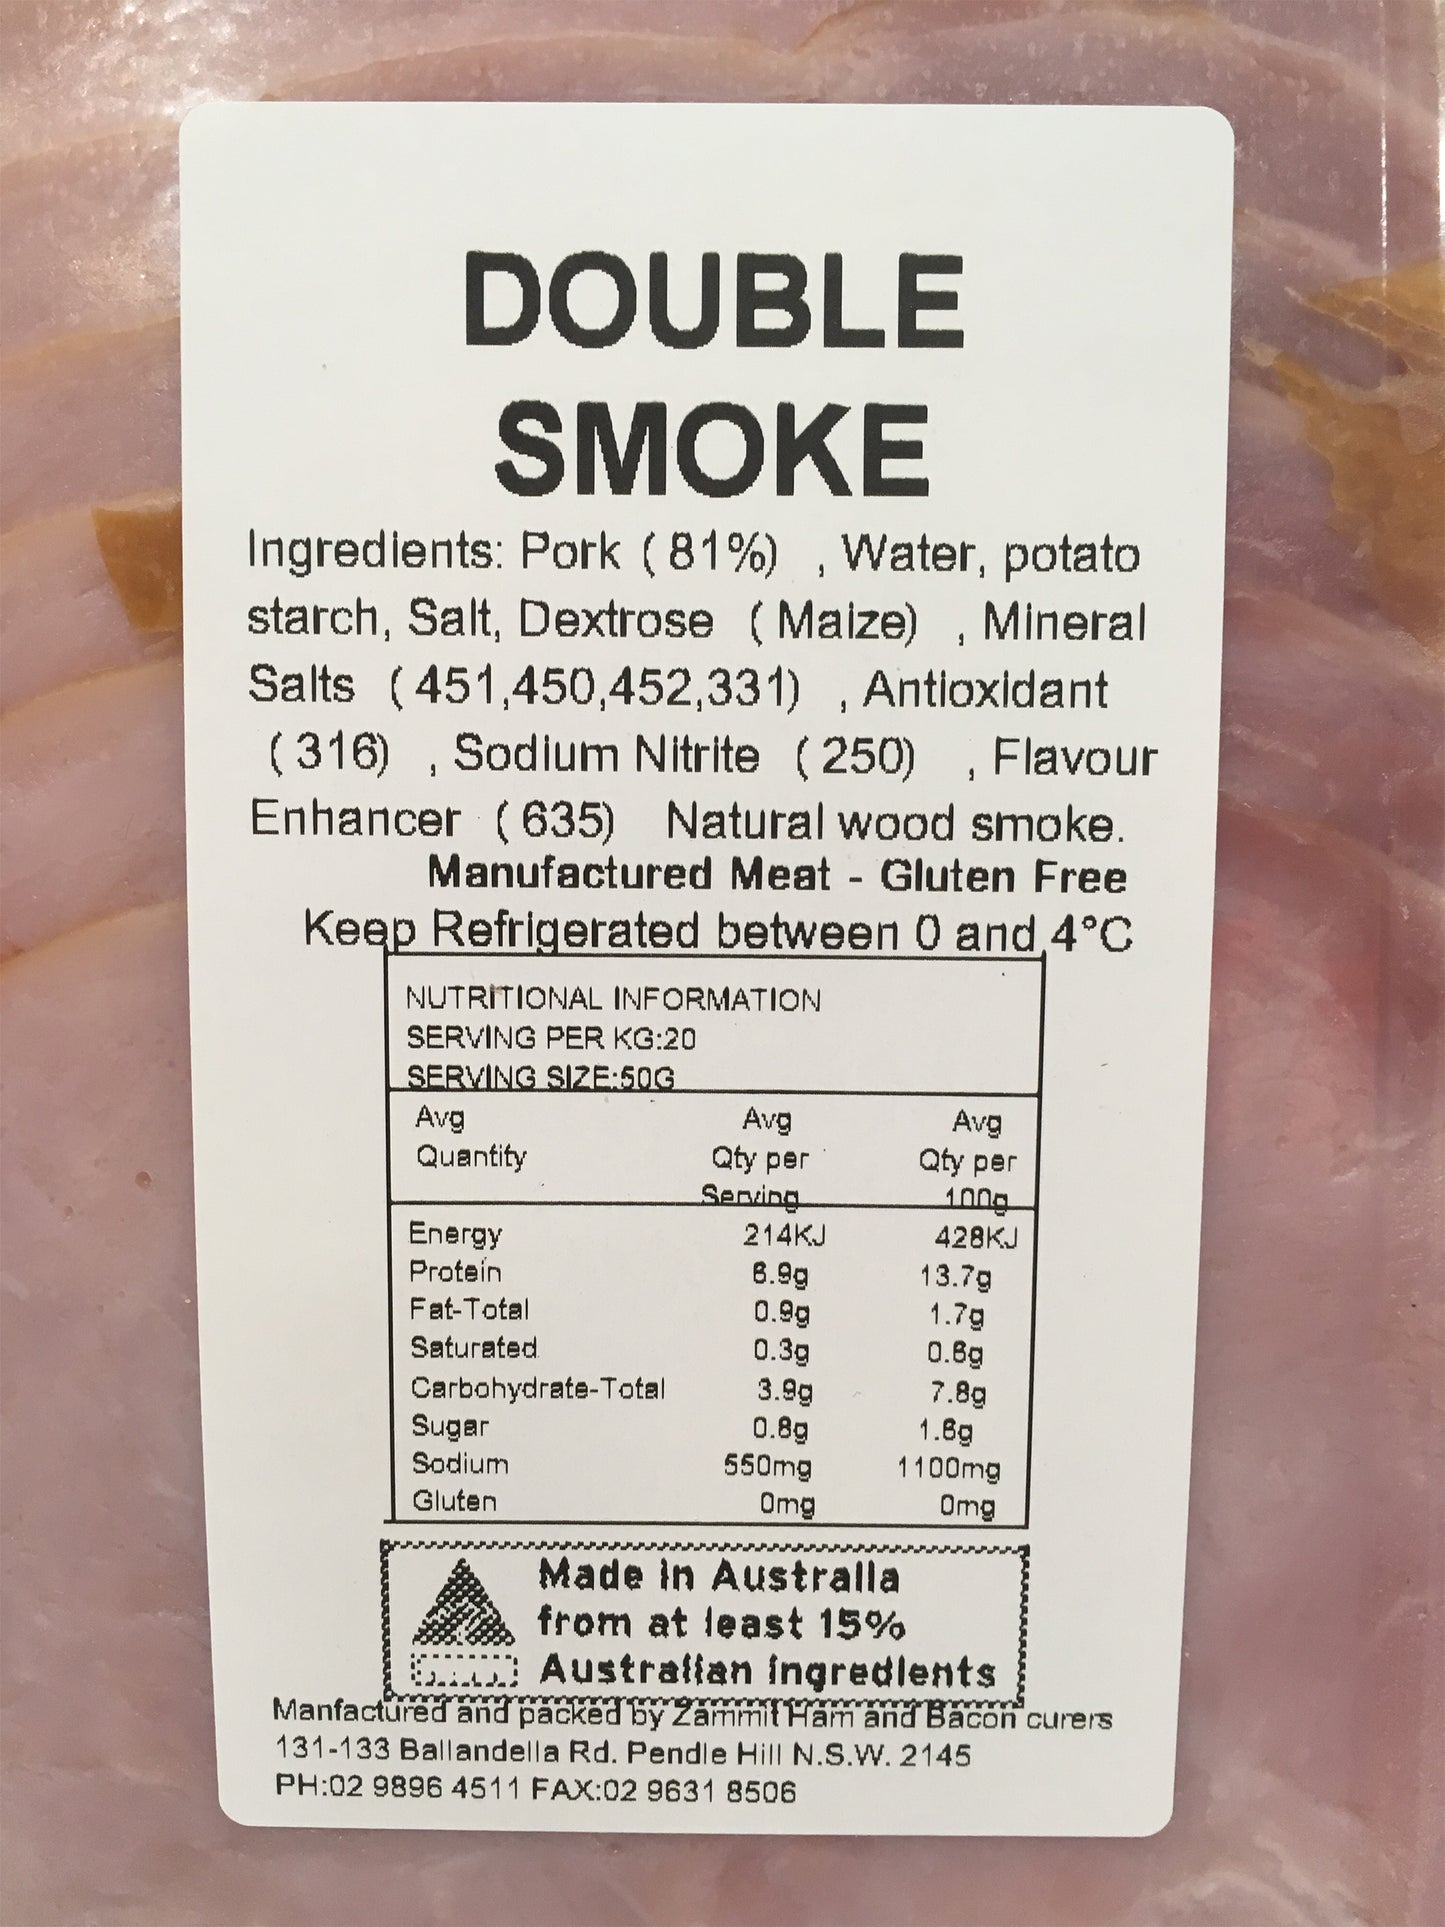 DOUBLE
SMOKE
Ingredients: Pork ( 81%) , Water, potato
starch, Salt, Dextrose ( Maize) , Mineral
Salts ( 451,450,452,331) , Antioxidant
( 316) , Sodium Nitrite ( 250) , Flavour
Enhancer ( 635) Natural wood smoke.
Manufactured Meat - Gluten Free
Keep Refrigerated between 0 and 4°C
NUTRITIONAL INFORMATION
SERVING PER KG:20
SERVING SIZE:50G
Avg Avg Avg
Quantity Qty per Qty per
Serving 100g
Energy 214KJ 428KJ
Protein 6.9g 13.7g
Fat-Total 0.9g 1.7g
Saturated 0.3g 0.6g
Carbohydrate-Total 3.9g 7.8g
Sugar 0.8g 1.6g
Sodium 550mg 1100mg
Gluten 0mg 0mg
Made in Australia
from at least 15%
Australian ingredients
Manfactured and packed by Zammit Ham and Bacon curers
131-133 Ballandella Rd. Pendle Hill N.S.W. 2145
PH:02 9896 4511 FAX:02 9631 8506